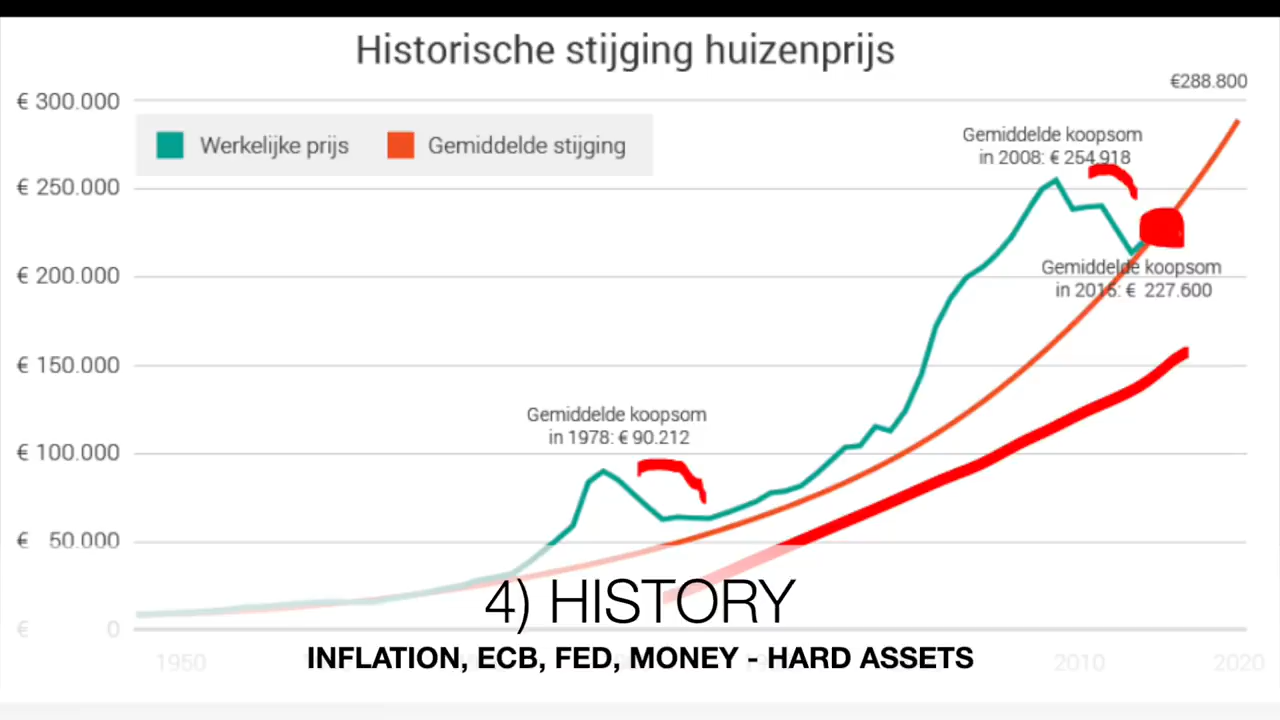 Historische stijging huizenprijs
€288.800
€ 300.000
Werkelijke prijs
Gemiddelde stijging
Gemiddelde koopsom
in 2008: € 254.918
€ 250.000
€ 200.000
Gemiddelde koopsom
in 2015: € 227.600
€ 150.000
Gemiddelde koopsom
in 1978: € 90.212
€ 100.000
€ 50.000
4) HISTORY
€ 0
INFLATION, ECB, FED, MONEY - HARD ASSETS
1950
2010
2020